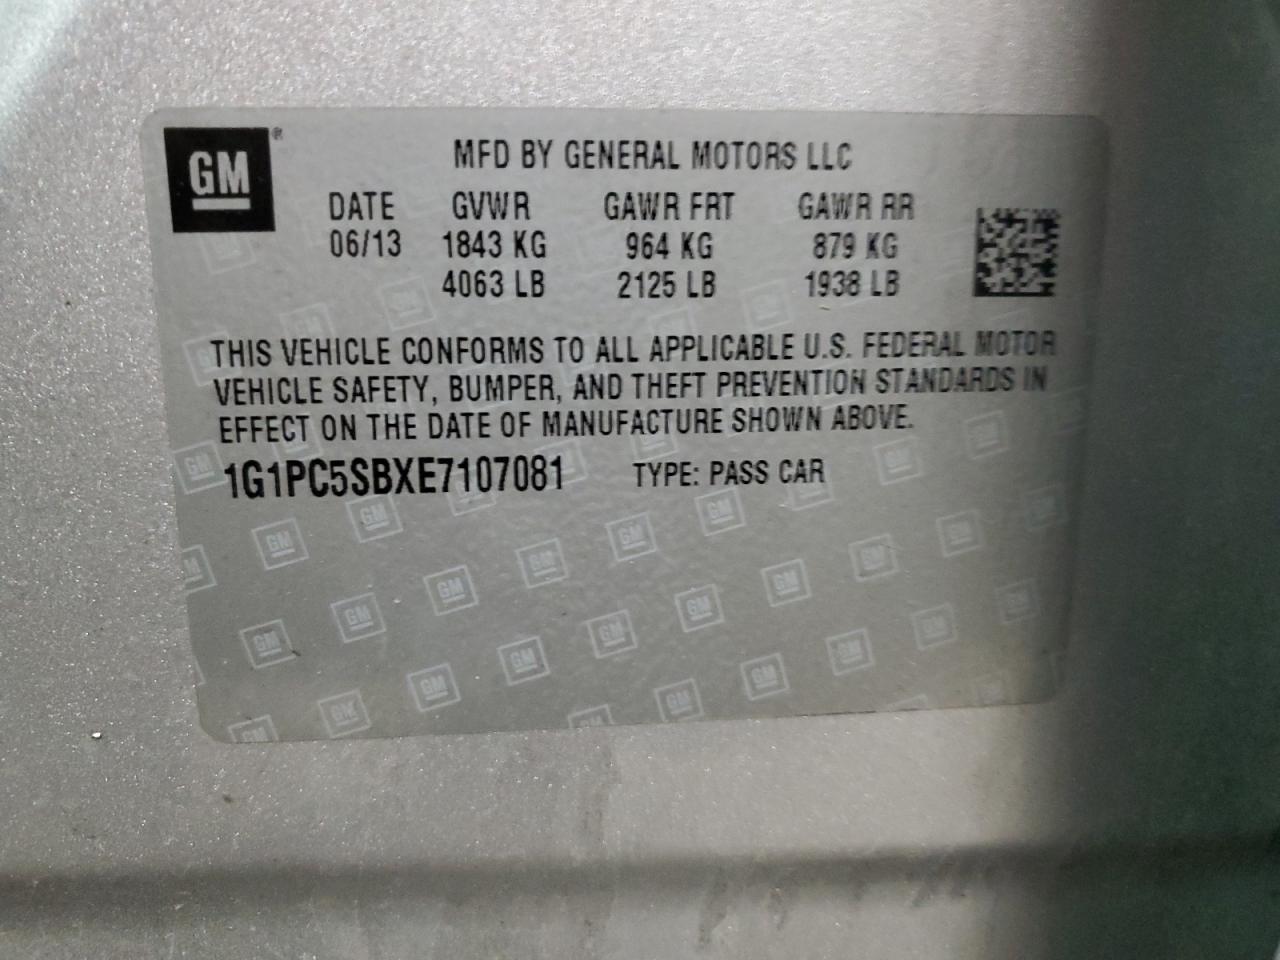 GM®
MFD BY GENERAL MOTORS LLC
DATE GVWR GAWR FRT GAWR RR
06/13 1843 KG 964 KG 879 KG
4063 LB 2125 LB 1938 LB
THIS VEHICLE CONFORMS TO ALL APPLICABLE U.S. FEDERAL MOTOR
VEHICLE SAFETY, BUMPER, AND THEFT PREVENTION STANDARDS IN
EFFECT ON THE DATE OF MANUFACTURE SHOWN ABOVE.
1G1PC5SBXE7107081 TYPE: PASS CAR